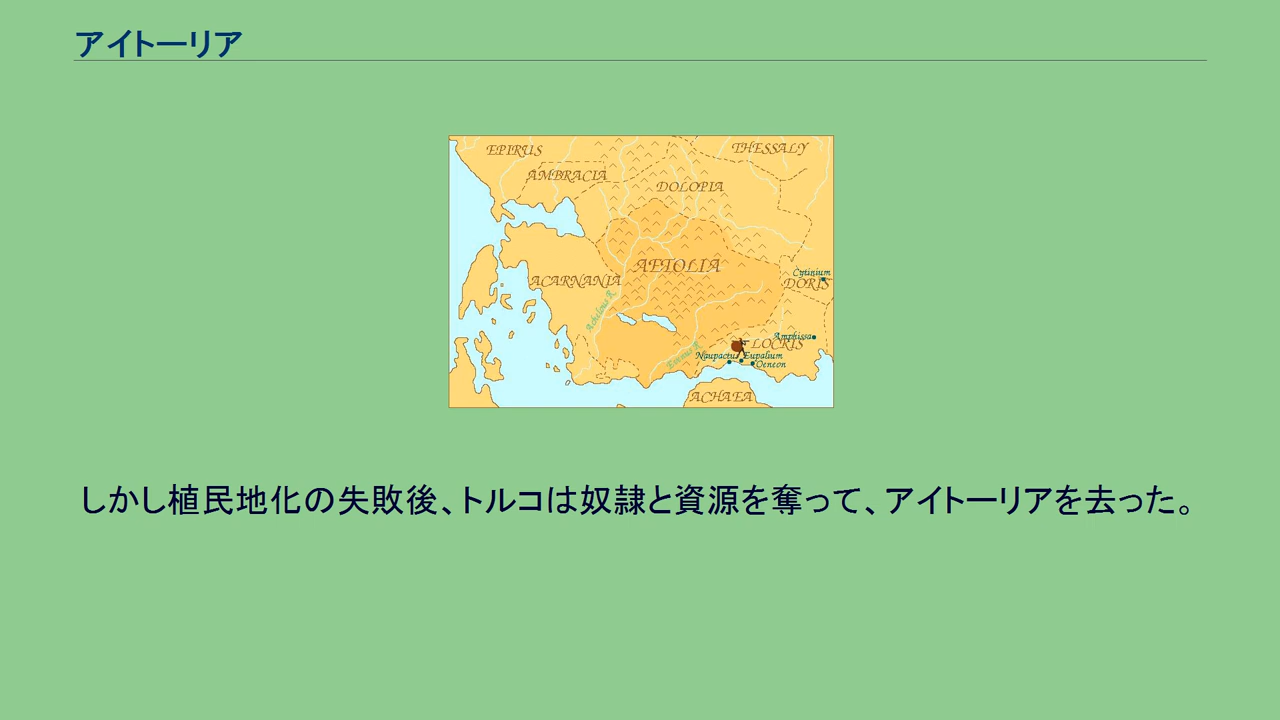 アイトーリア
EPIRUS
THESSALY
AMBRACIA
DOLOPIA
AETOLIA
Cytinium
ACARNANIA
DORIS
Achelous R
Amphissa
LOCRIS
Evenus R
Naupactus
Eupalium
Oeneon
ACHAEA
しかし植民地化の失敗後、トルコは奴隷と資源を奪って、アイトーリアを去った。